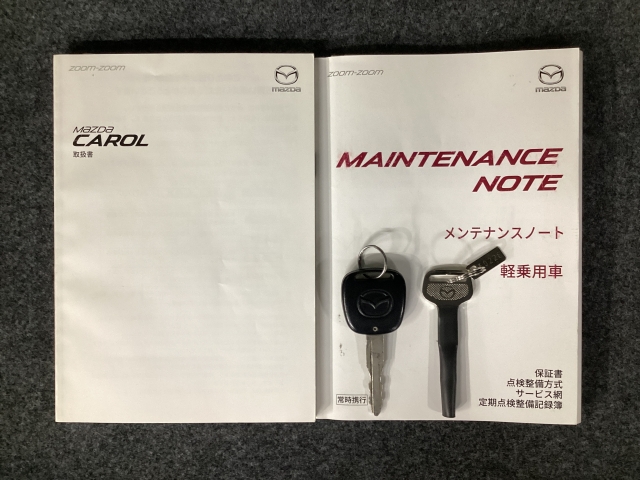 zoom-zoom
mazda
mazda
CAROL
取扱書
zoom-zoom
mazda
MAINTENANCE
NOTE
メンテナンスノート
軽乗用車
保証書
点検整備方式
サービス網
定期点検整備記録簿
常時携行